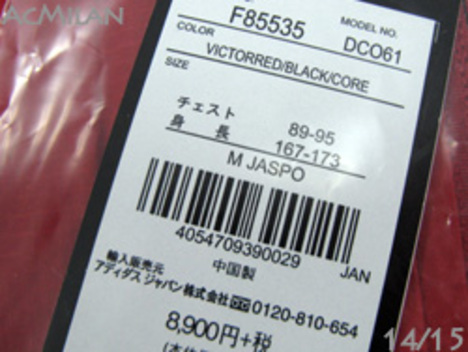 ACMILAN
F85535
MODEL NO.
COLOR
DCO61
VICTORRED/BLACK/CORE
SIZE
チェスト 89-95
身長 167-173
M JASPO
4054709390029
JAN
中国製
輸入販売元
アディダス ジャパン株式会社 0120-810-654
8,900円+税
14/15